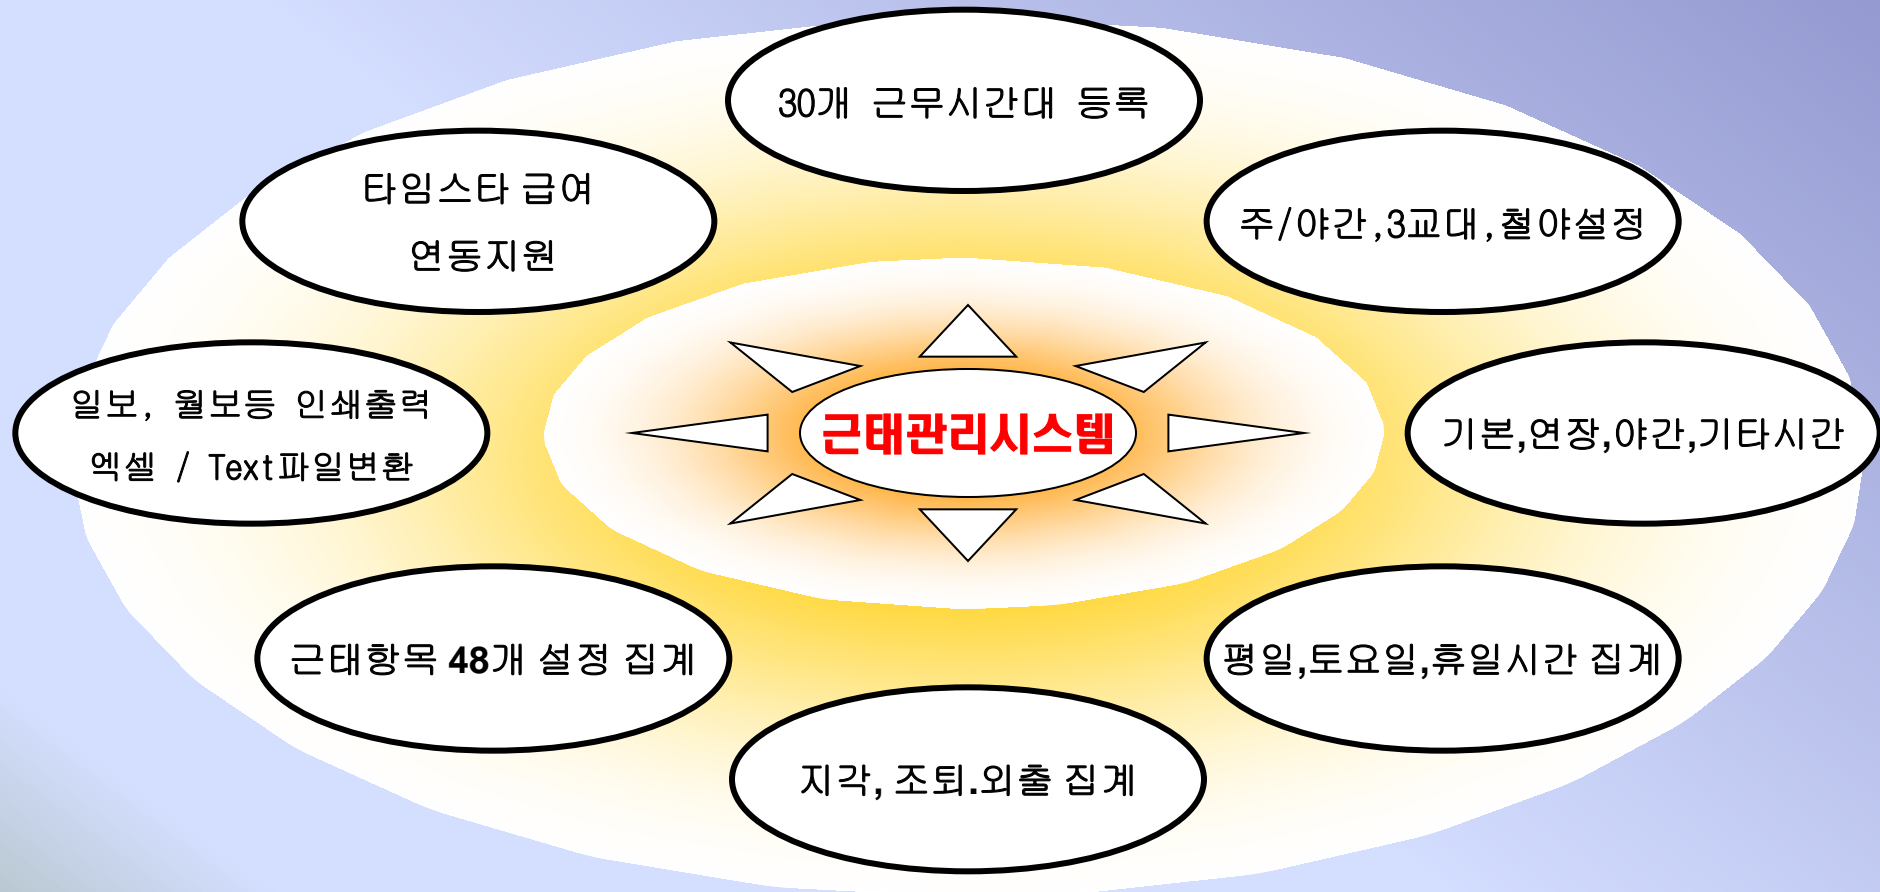 30개 근무시간대 등록
타임스타 급여
연동지원
주/야간,3교대,철야설정
일보, 월보등 인쇄출력
엑셀 / Text파일변환
근태관리시스템
기본,연장,야간,기타시간
근태항목 48개 설정 집계
평일,토요일,휴일시간 집계
지각, 조퇴.외출 집계